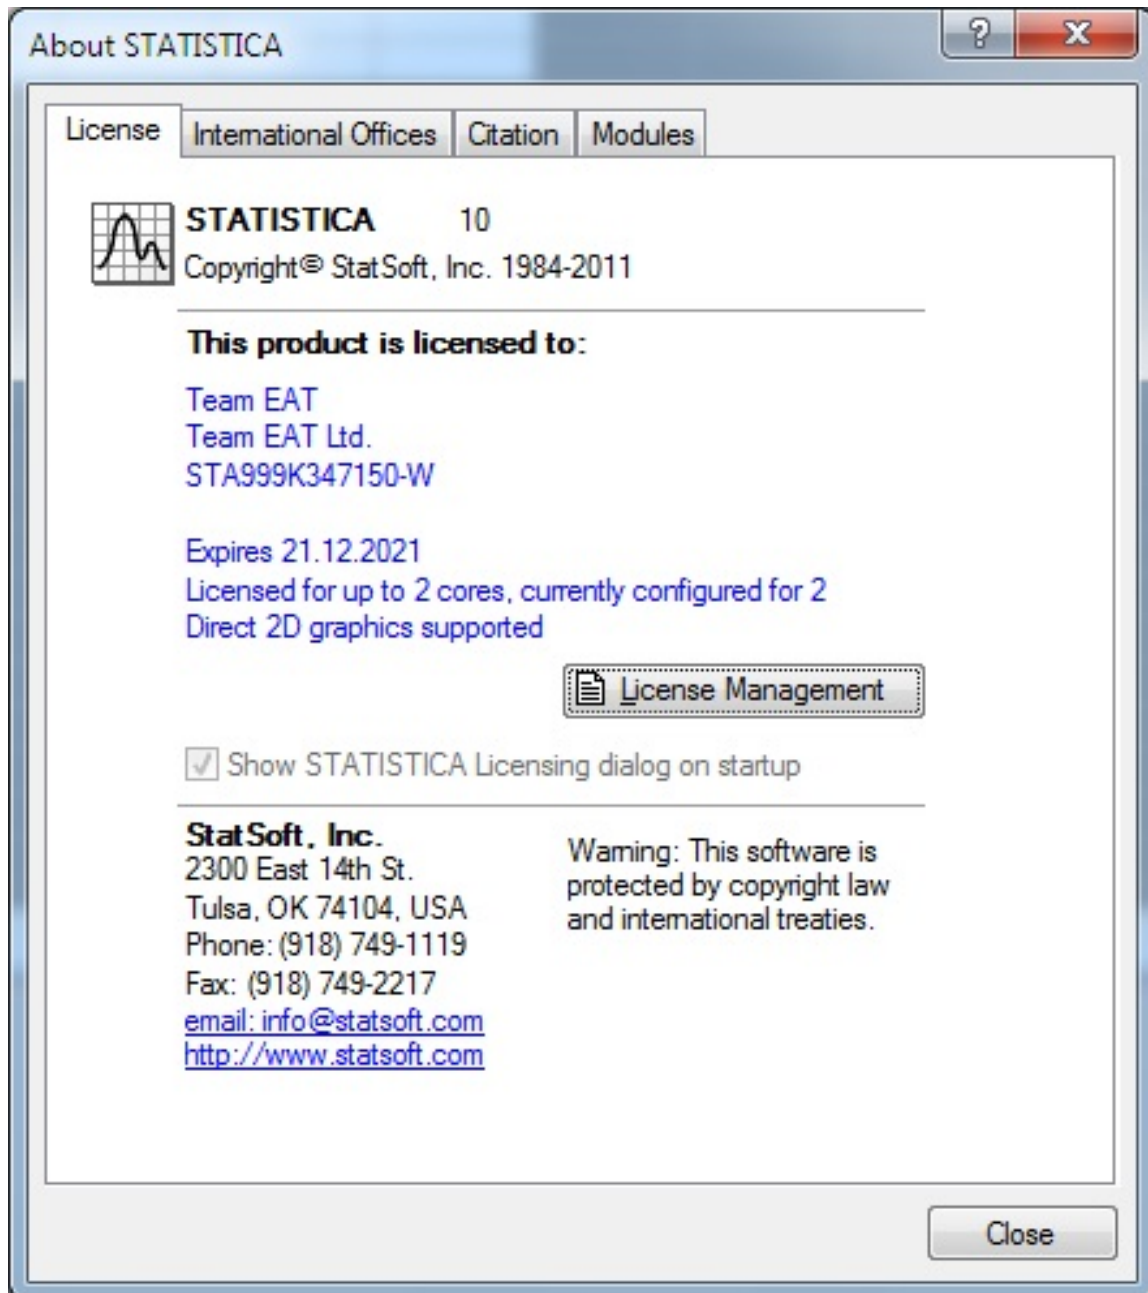 About STATISTICA
?
License International Offices Citation Modules
STATISTICA 10
Copyright© StatSoft, Inc. 1984-2011
This product is licensed to:
Team EAT
Team EAT Ltd.
STA999K347150-W
Expires 21.12.2021
Licensed for up to 2 cores, currently configured for 2
Direct 2D graphics supported
License Management
Show STATISTICA Licensing dialog on startup
StatSoft, Inc.
2300 East 14th St.
Tulsa, OK 74104, USA
Phone: (918) 749-1119
Fax: (918) 749-2217
email: info@statsoft.com
http://www.statsoft.com
Warning: This software is
protected by copyright law
and international treaties.
Close